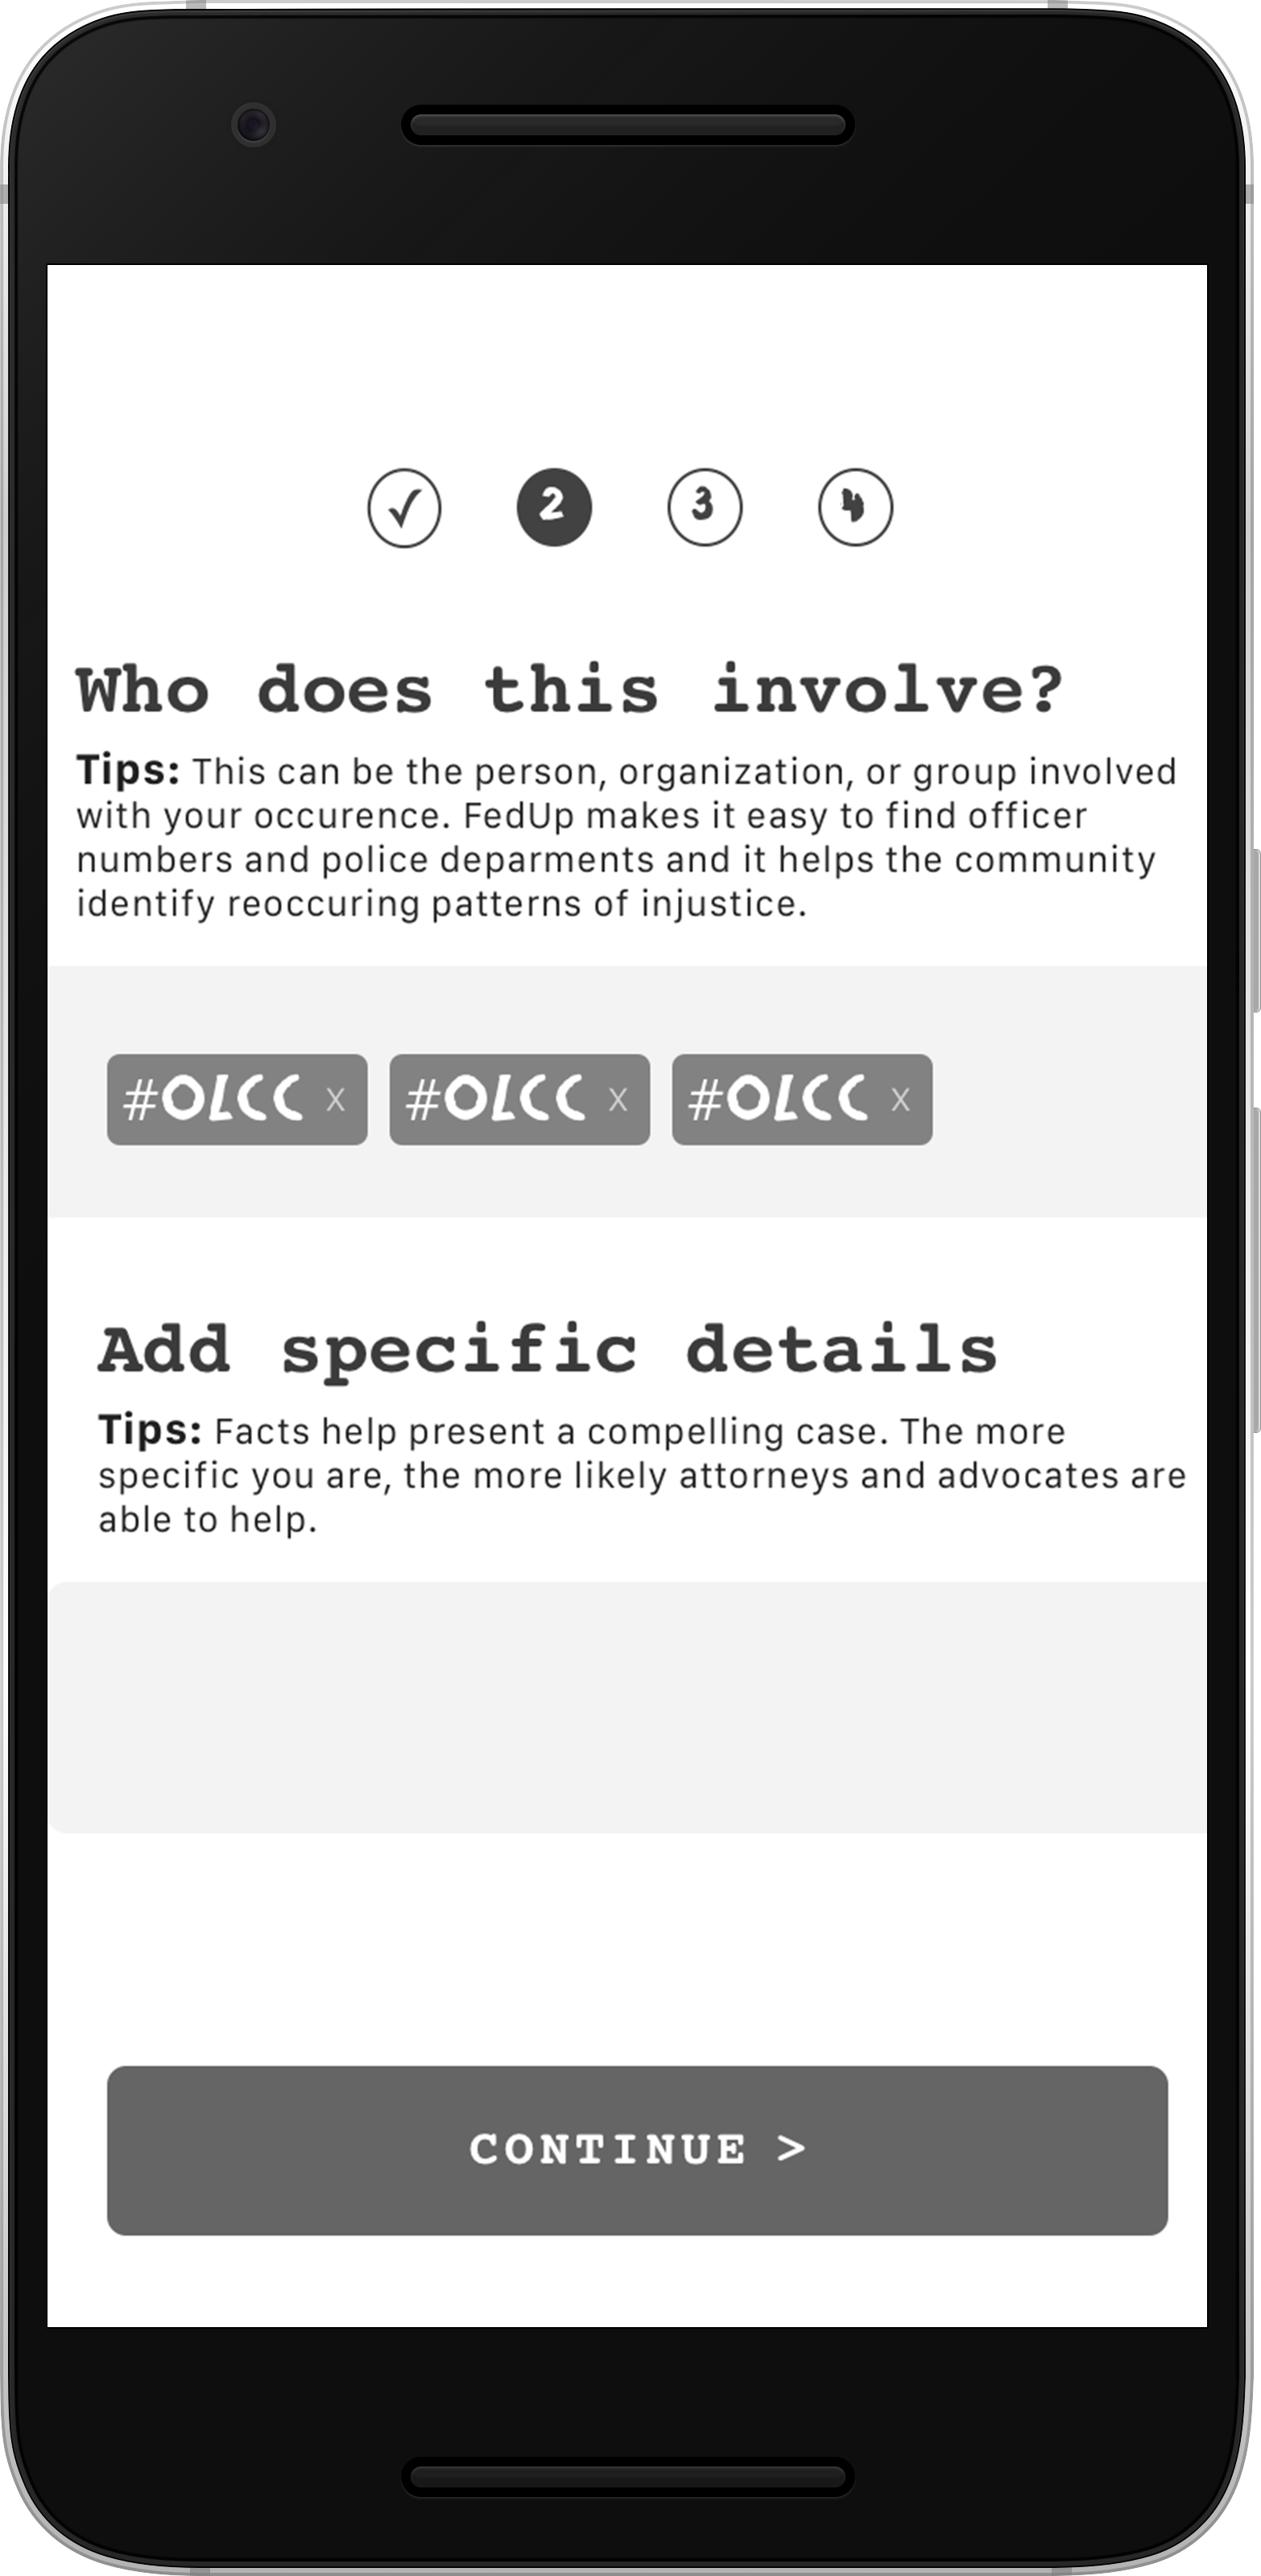 ✓ 2 3 4
Who does this involve?
Tips: This can be the person, organization, or group involved
with your occurence. FedUp makes it easy to find officer
numbers and police deparments and it helps the community
identify reoccuring patterns of injustice.
#OLCC x #OLCC x #OLCC x
Add specific details
Tips: Facts help present a compelling case. The more
specific you are, the more likely attorneys and advocates are
able to help.
CONTINUE >